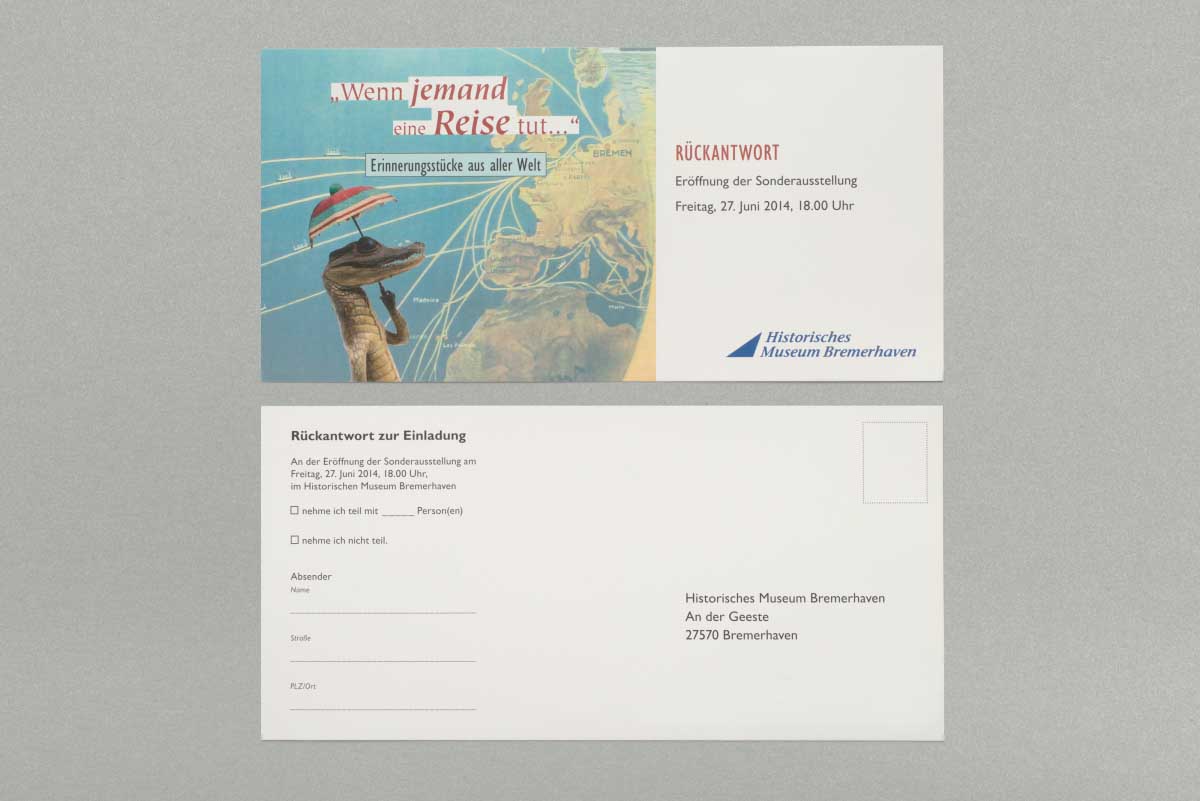 „Wenn jemand
eine Reise tut..."
Erinnerungsstücke aus aller Welt
BREMEN
Madeira
Las Palmas
RÜCKANTWORT
Eröffnung der Sonderausstellung
Freitag, 27. Juni 2014, 18.00 Uhr
Historisches
Museum Bremerhaven
Rückantwort zur Einladung
An der Eröffnung der Sonderausstellung am
Freitag, 27. Juni 2014, 18.00 Uhr,
im Historischen Museum Bremerhaven
nehme ich teil mit _____ Person(en)
nehme ich nicht teil.
Absender
Name
Straße
PLZ/Ort
Historisches Museum Bremerhaven
An der Geeste
27570 Bremerhaven